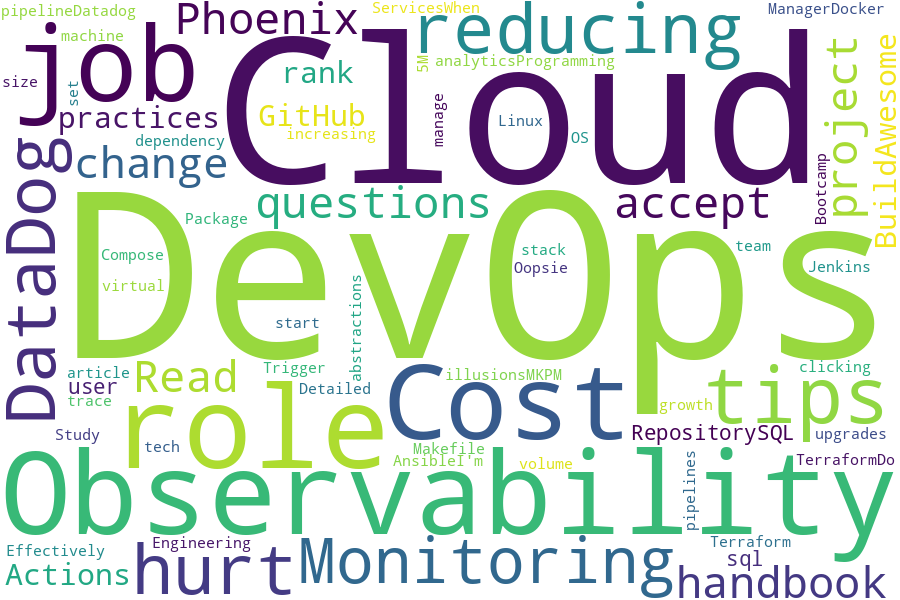 pipelineDatadog
machine
Phoenix
ServicesWhen
reducing
ManagerDocker
job
Cloud
size
set
practices
rank
GitHub
increasing
5M
analyticsProgramming
manage
Linux
OS
project
BuildAwesome
dependency
change
DataDog
questions
accept
Bootcamp
Package
DevOps
Compose
virtual
stack
Oopsie
team
Jenkins
start
abstractions
article
user
trace
Read
Trigger
Detailed
role
Cost
illusionsMKPM
growth
tips
clicking
Study
tech
Makefile
AnsibleI'm
volume
RepositorySQL
upgrades
TerraformDo
Observability
pipelines
Effectively
Actions
Engineering
hurt
Monitoring
Terraform
sql
handbook